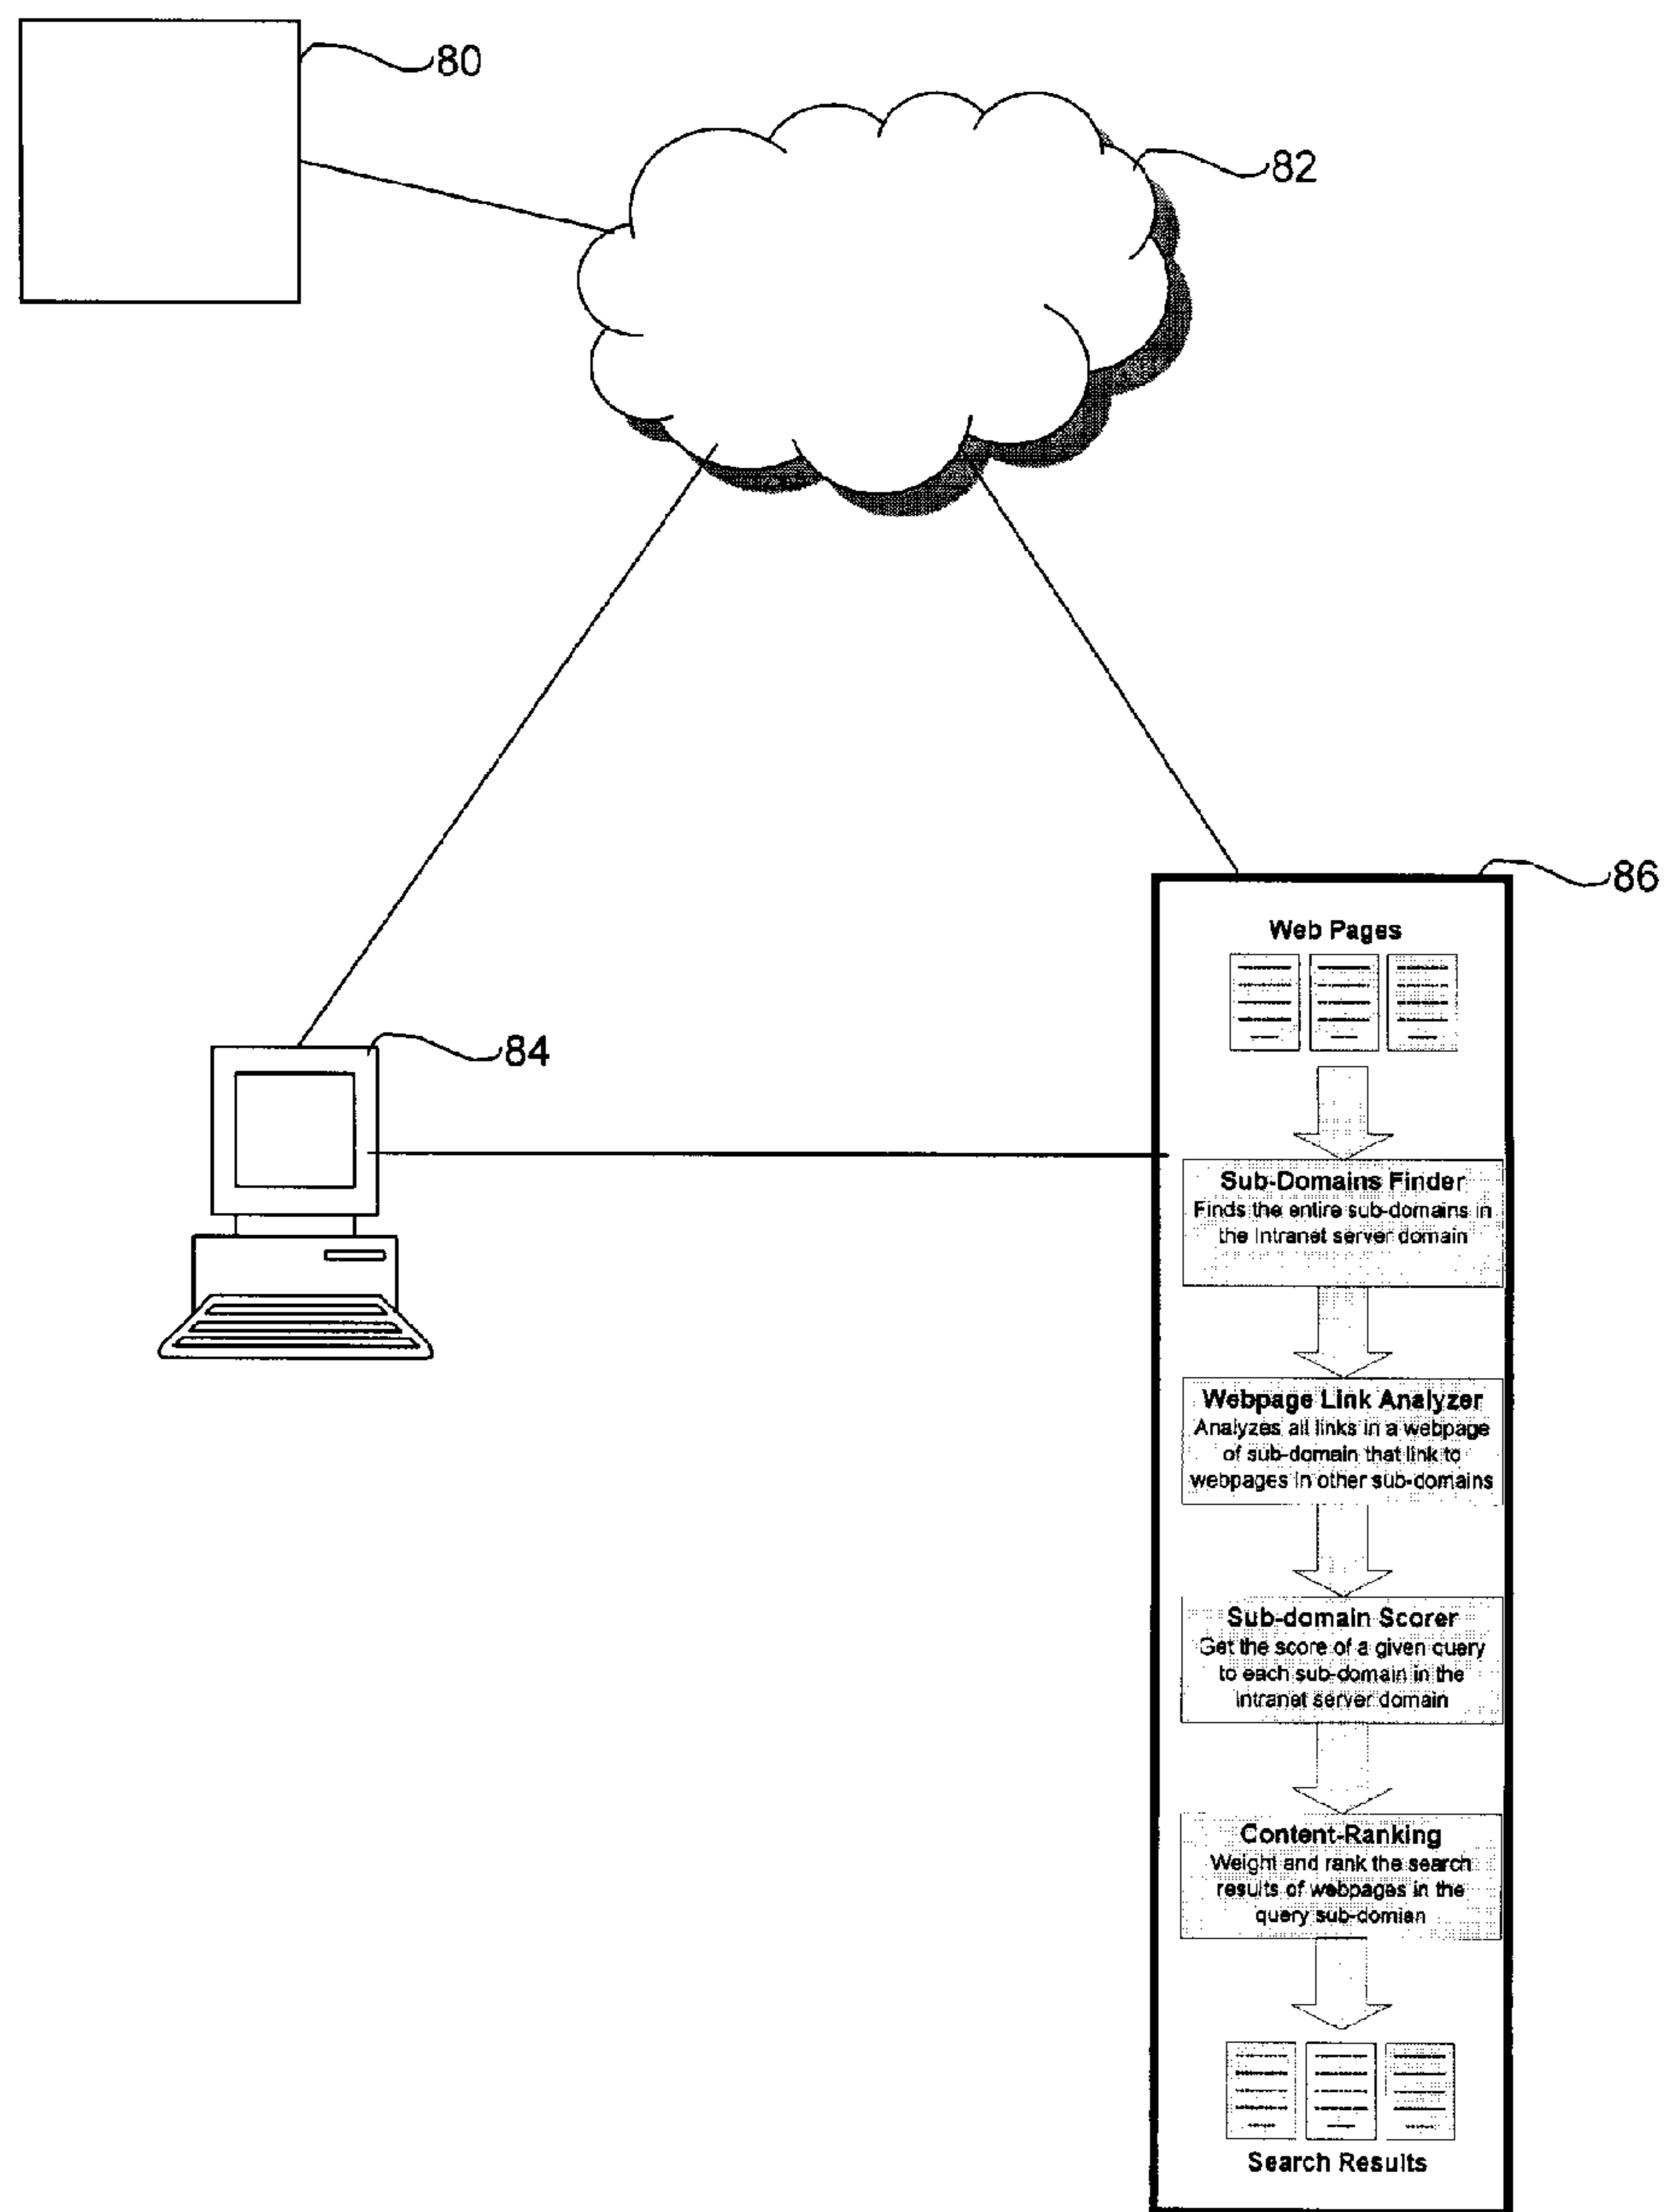 80
82
86
Web Pages
84
Sub-Domains Finder
Finds the entire sub-domains in
the Intranet server domain
Webpage Link Analyzer
Analyzes all links in a webpage
of sub-domain that link to
webpages in other sub-domains
Sub-domain Scorer
Get the score of a given query
to each sub-domain in the
Intranet server domain
Content-Ranking
Weight and rank the search
results of webpages in the
query sub-domian
Search Results